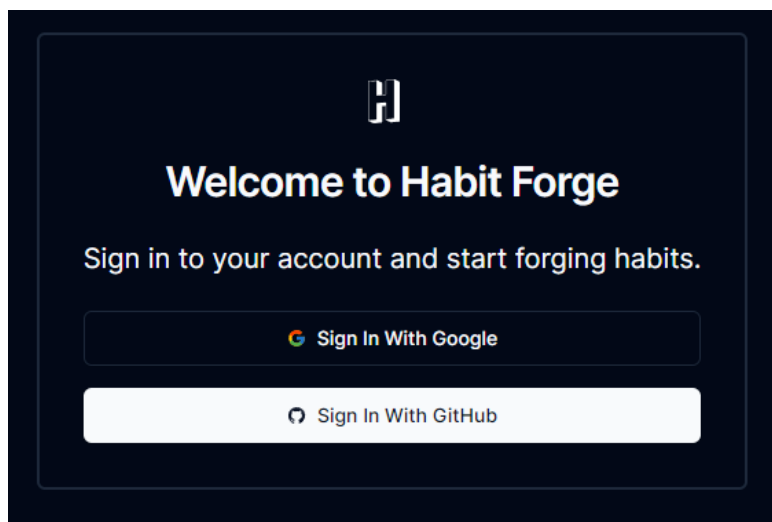 H
Welcome to Habit Forge
Sign in to your account and start forging habits.
Sign In With Google
Sign In With GitHub